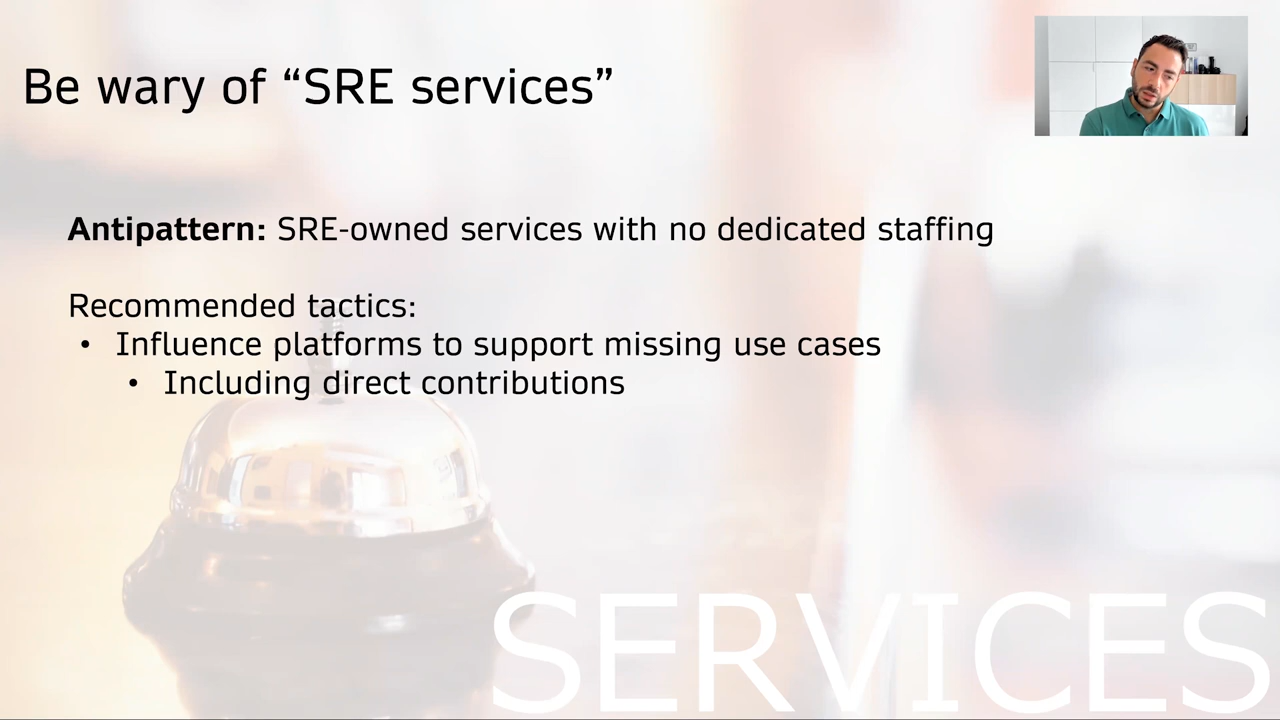 Be wary of “SRE services”
Antipattern: SRE-owned services with no dedicated staffing
Recommended tactics:
• Influence platforms to support missing use cases
• Including direct contributions
SERVICES